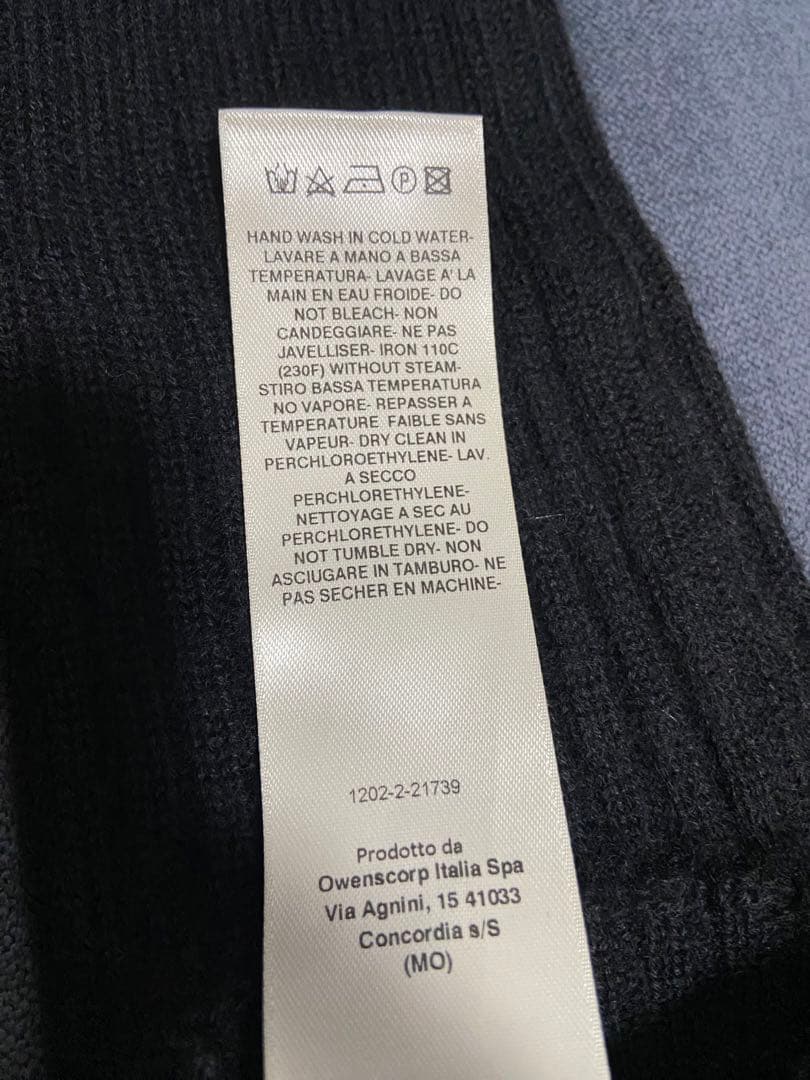 P
HAND WASH IN COLD WATER-
LAVARE A MANO A BASSA
TEMPERATURA- LAVAGE A' LA
MAIN EN EAU FROIDE- DO
NOT BLEACH- NON
CANDEGGIARE- NE PAS
JAVELLISER- IRON 110C
(230F) WITHOUT STEAM-
STIRO BASSA TEMPERATURA
NO VAPORE- REPASSER A
TEMPERATURE FAIBLE SANS
VAPEUR- DRY CLEAN IN
PERCHLOROETHYLENE- LAV.
A SECCO
PERCHLORETHYLENE-
NETTOYAGE A SEC AU
PERCHLORETHYLENE- DO
NOT TUMBLE DRY- NON
ASCIUGARE IN TAMBURO- NE
PAS SECHER EN MACHINE-
1202-2-21739
Prodotto da
Owenscorp Italia Spa
Via Agnini, 15 41033
Concordia s/S
(MO)